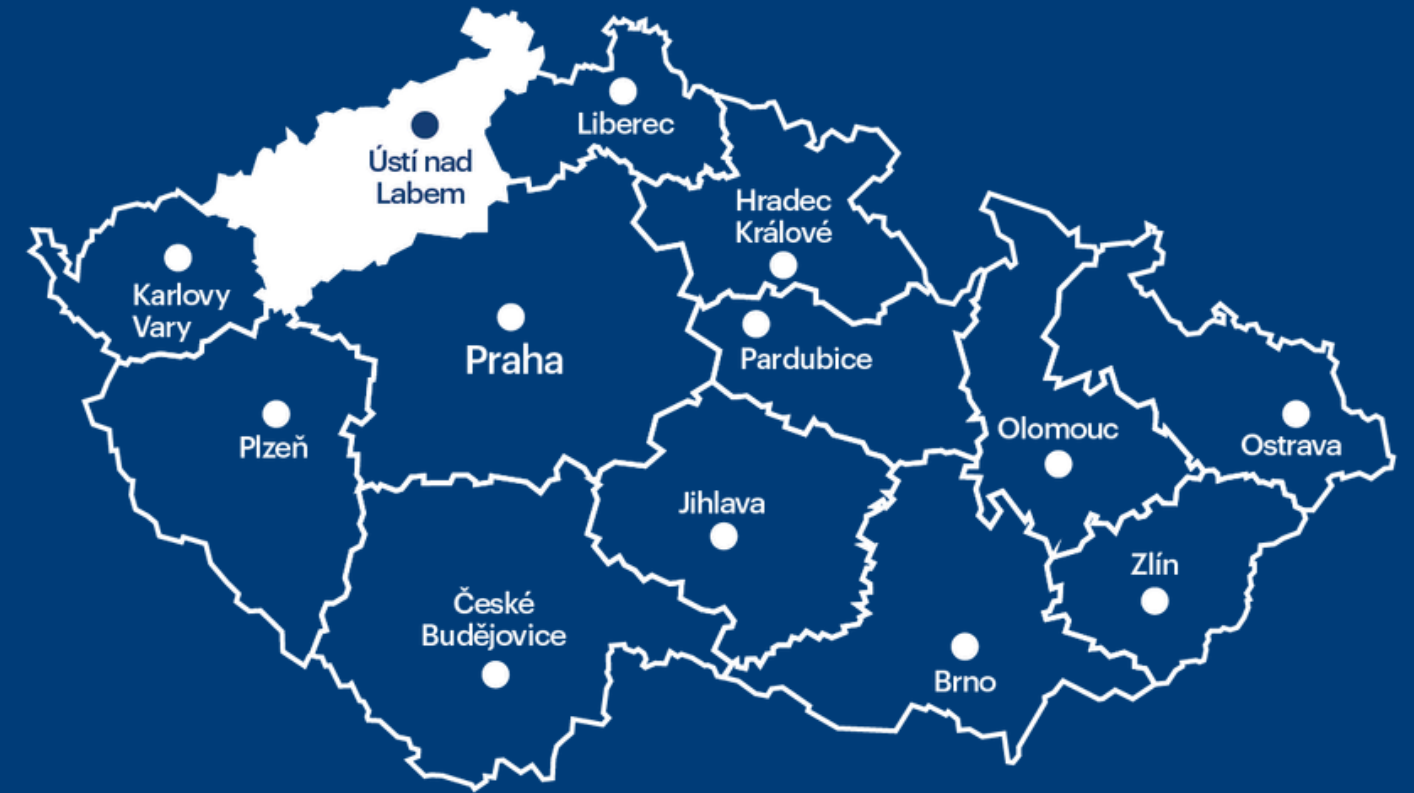 Liberec
Ústí nad
Labem
Hradec
Králové
Karlovy
Vary
Praha
Pardubice
Plzeň
Olomouc
Ostrava
Jihlava
Zlín
České
Budějovice
Brno